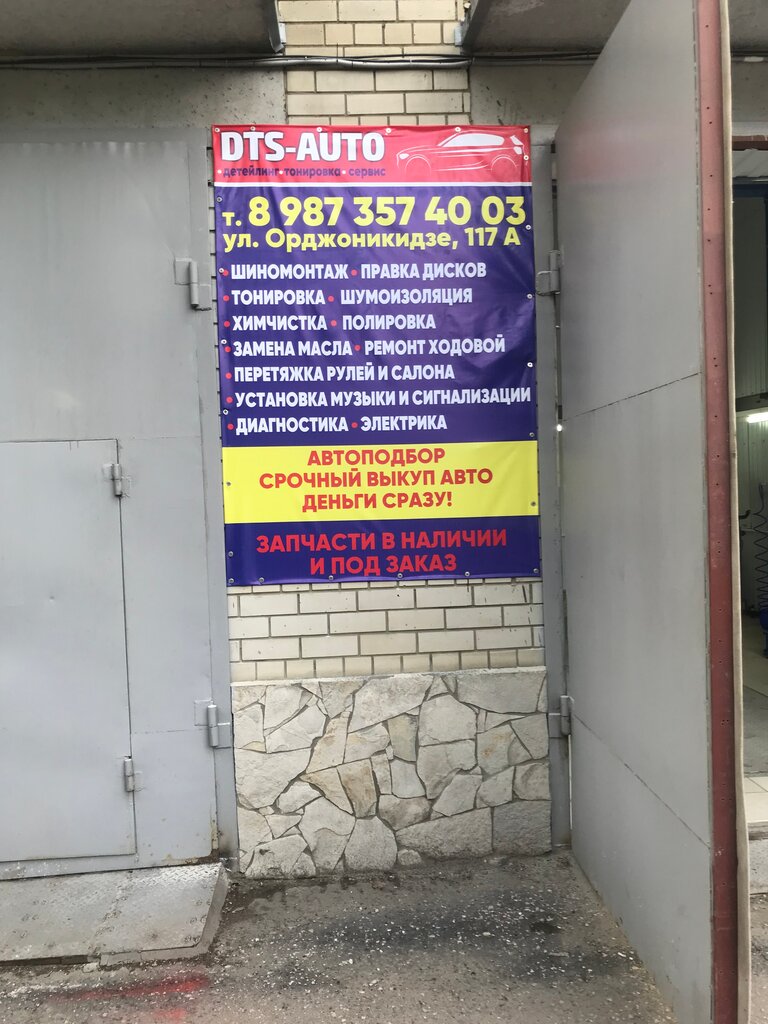 DTS-AUTO
• детейлинг • тонировка • сервис
т. 8 987 357 40 03
ул. Орджоникидзе, 117 А
• ШИНОМОНТАЖ • ПРАВКА ДИСКОВ
• ТОНИРОВКА • ШУМОИЗОЛЯЦИЯ
• ХИМЧИСТКА • ПОЛИРОВКА
• ЗАМЕНА МАСЛА • РЕМОНТ ХОДОВОЙ
• ПЕРЕТЯЖКА РУЛЕЙ И САЛОНА
• УСТАНОВКА МУЗЫКИ И СИГНАЛИЗАЦИИ
• ДИАГНОСТИКА • ЭЛЕКТРИКА
АВТОПОДБОР
СРОЧНЫЙ ВЫКУП АВТО
ДЕНЬГИ СРАЗУ!
ЗАПЧАСТИ В НАЛИЧИИ
И ПОД ЗАКАЗ